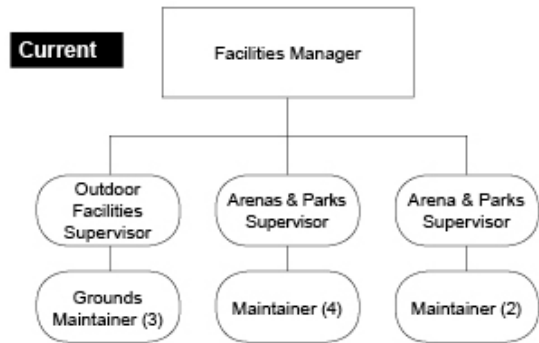 Current
Facilities Manager
Outdoor
Facilities
Supervisor
Arenas & Parks
Supervisor
Arena & Parks
Supervisor
Grounds
Maintainer (3)
Maintainer (4)
Maintainer (2)